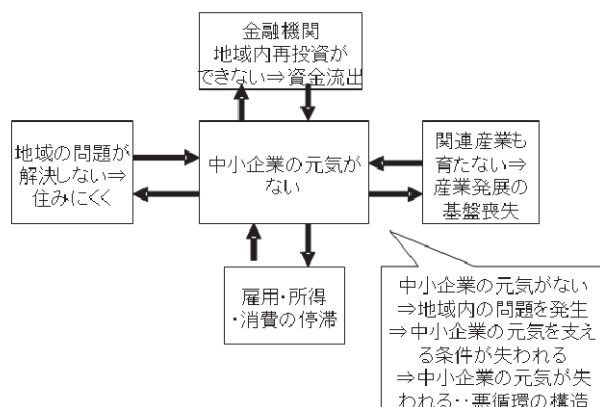 金融機関
地域内再投資が
できない⇒資金流出
地域の問題が
解決しない⇒
住みにくく
中小企業の元気が
ない
関連産業も
育たない⇒
産業発展の
基盤喪失
雇用・所得
・消費の停滞
中小企業の元気がない
⇒地域内の問題を発生
⇒中小企業の元気を支え
る条件が失われる
⇒中小企業の元気が失
われる‥悪循環の構造